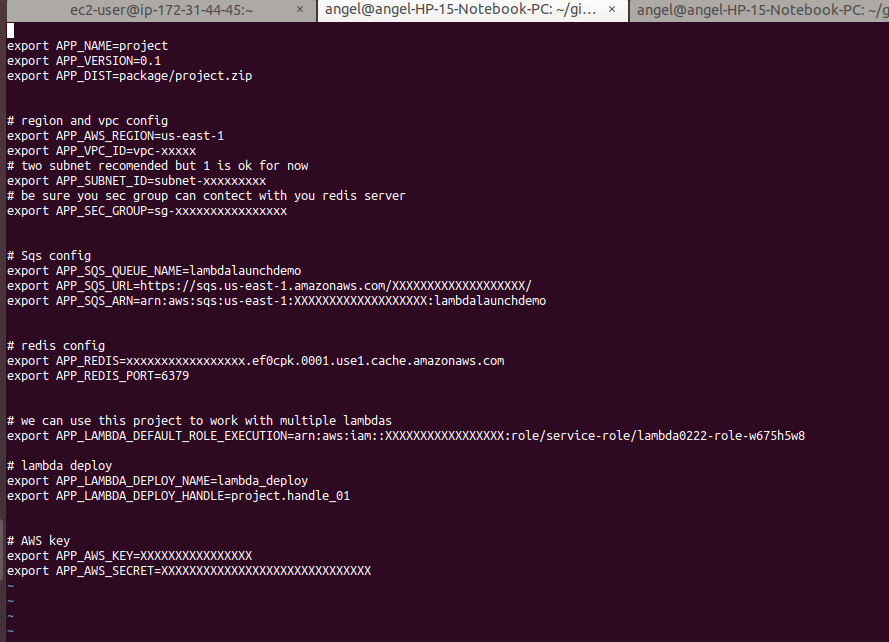 ec2-user@ip-172-31-44-45:~ ×
angel@angel-HP-15-Notebook-PC: ~/gi... ×
angel@angel-HP-15-Notebook-PC: ~/g
export APP_NAME=project
export APP_VERSION=0.1
export APP_DIST=package/project.zip
# region and vpc config
export APP_AWS_REGION=us-east-1
export APP_VPC_ID=vpc-xxxxx
# two subnet recomended but 1 is ok for now
export APP_SUBNET_ID=subnet-xxxxxxxxx
# be sure you sec group can contect with you redis server
export APP_SEC_GROUP=sg-xxxxxxxxxxxxxxxx
# Sqs config
export APP_SQS_QUEUE_NAME=lambdalaunchdemo
export APP_SQS_URL=https://sqs.us-east-1.amazonaws.com/XXXXXXXXXXXXXXXXXXX/
export APP_SQS_ARN=arn:aws:sqs:us-east-1:XXXXXXXXXXXXXXXXXXX:lambdalaunchdemo
# redis config
export APP_REDIS=xxxxxxxxxxxxxxxxx.ef0cpk.0001.use1.cache.amazonaws.com
export APP_REDIS_PORT=6379
# we can use this project to work with multiple lambdas
export APP_LAMBDA_DEFAULT_ROLE_EXECUTION=arn:aws:iam::XXXXXXXXXXXXXXXXX:role/service-role/lambda0222-role-w675h5w8
# lambda deploy
export APP_LAMBDA_DEPLOY_NAME=lambda_deploy
export APP_LAMBDA_DEPLOY_HANDLE=project.handle_01
# AWS key
export APP_AWS_KEY=XXXXXXXXXXXXXXXX
export APP_AWS_SECRET=XXXXXXXXXXXXXXXXXXXXXXXXXXXXXX
~
~
~
~